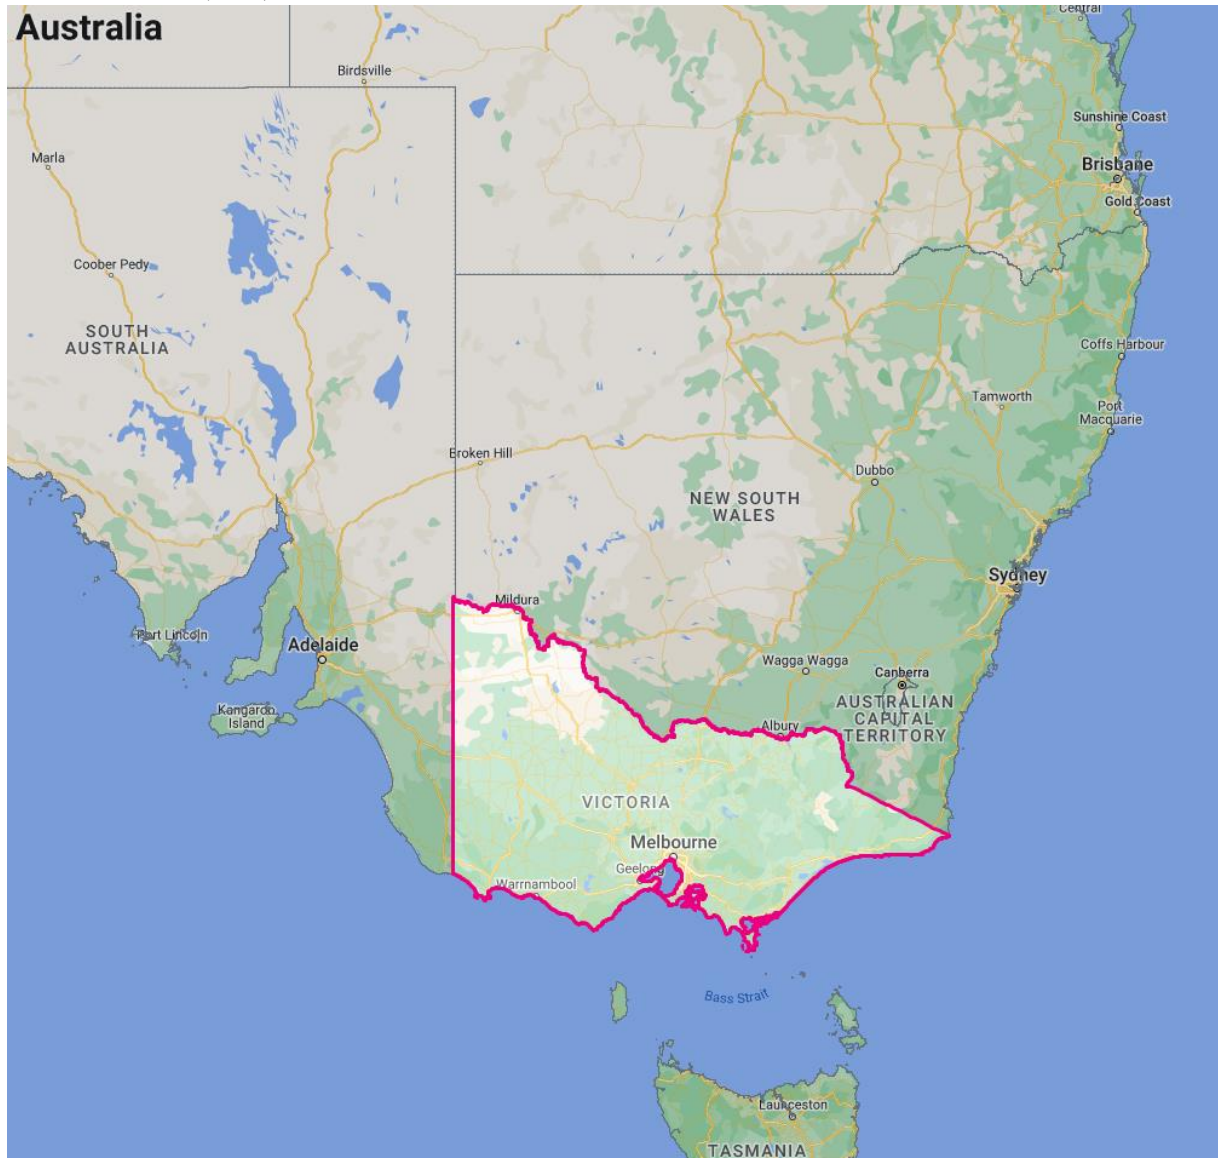 Australia
Central
Birdsville
Sunshine Coast
Marla
Brisbane
Gold Coast
Coober Pedy
SOUTH
AUSTRALIA
Coffs Harbour
Tamworth
Port
Macquarie
Broken Hill
Dubbo
NEW SOUTH
WALES
Sydney
Mildura
Port Lincoln
Adelaide
Wagga Wagga
Canberra
AUSTRALIAN
CAPITAL
TERRITORY
Kangaroo
Island
Albury
VICTORIA
Melbourne
Geelong
Warrnambool
Bass Strait
Launceston
TASMANIA